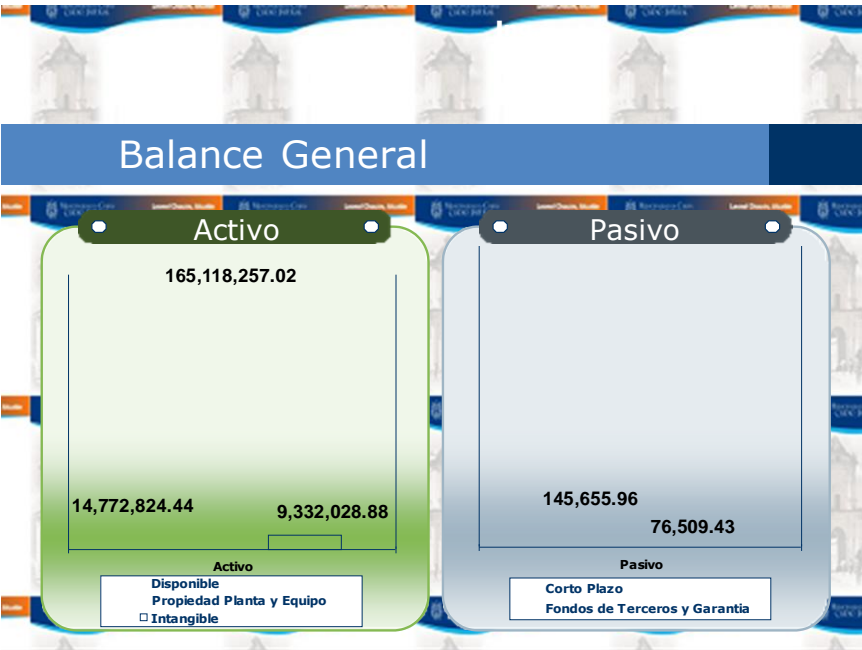 Balance General
Activo
165,118,257.02
14,772,824.44
9,332,028.88
Activo
Disponible
Propiedad Planta y Equipo
Intangible
Pasivo
145,655.96
76,509.43
Pasivo
Corto Plazo
Fondos de Terceros y Garantia